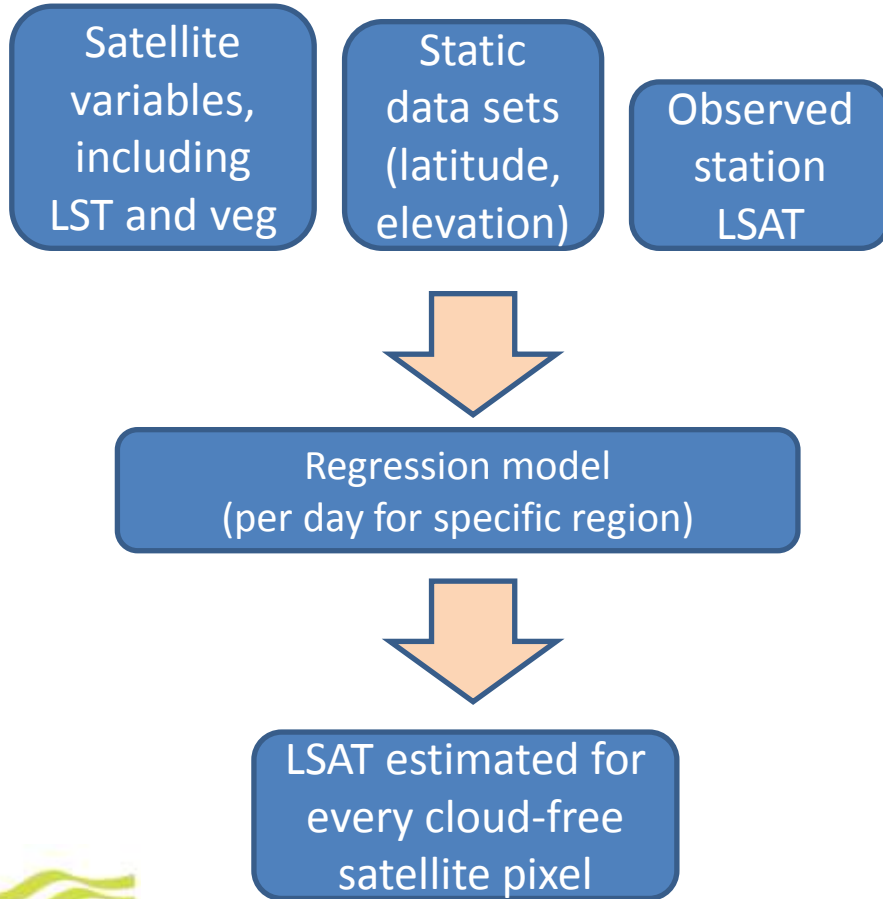 Satellite
variables,
including
LST and veg
Static
data sets
(latitude,
elevation)
Observed
station
LSAT
Regression model
(per day for specific region)
LSAT estimated for
every cloud-free
satellite pixel